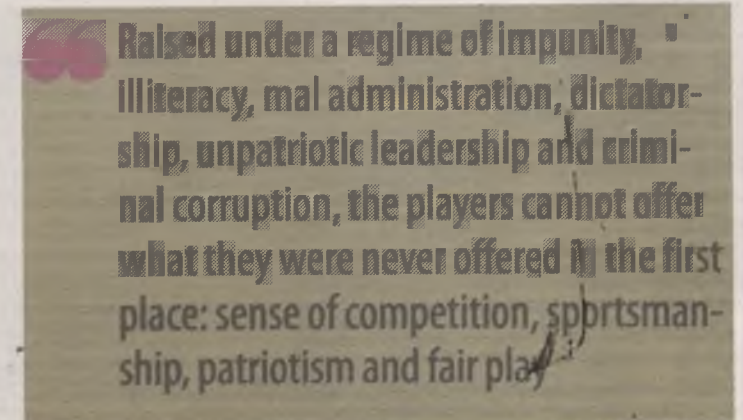 Raised under a regime of impunity,
illiteracy, mal administration, dictator-
ship, unpatriotic leadership and crimi-
nal corruption, the players cannot offer
what they were never offered in the first
place: sense of competition, sportsman-
ship, patriotism and fair play